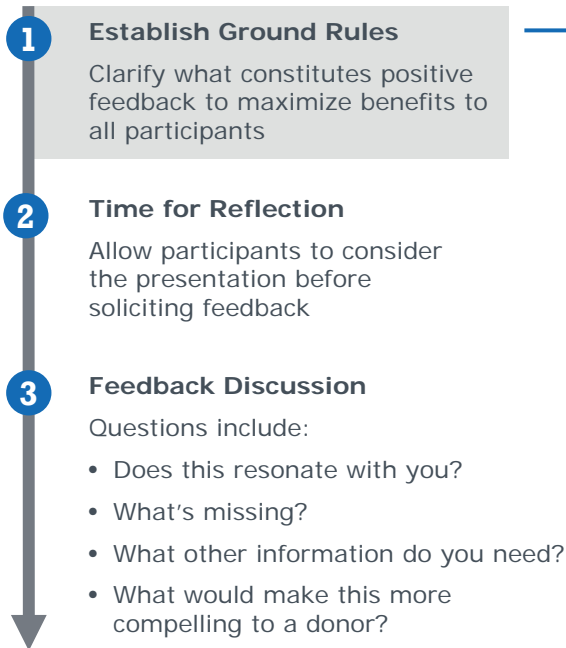 1
Establish Ground Rules
Clarify what constitutes positive
feedback to maximize benefits to
all participants
2
Time for Reflection
Allow participants to consider
the presentation before
soliciting feedback
3
Feedback Discussion
Questions include:
• Does this resonate with you?
• What's missing?
• What other information do you need?
• What would make this more
compelling to a donor?